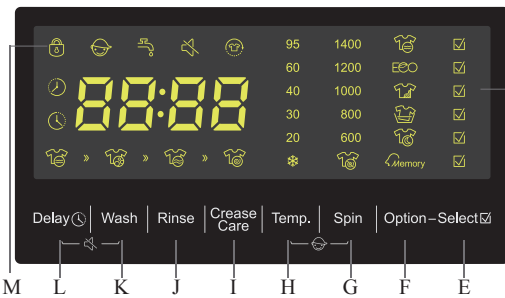 95 1400
60 1200 ECO
88:88 40 1000
30 800
20 600
Memory
Delay Wash Rinse Crease Care Temp. Spin Option–Select
M L K J I H G F E